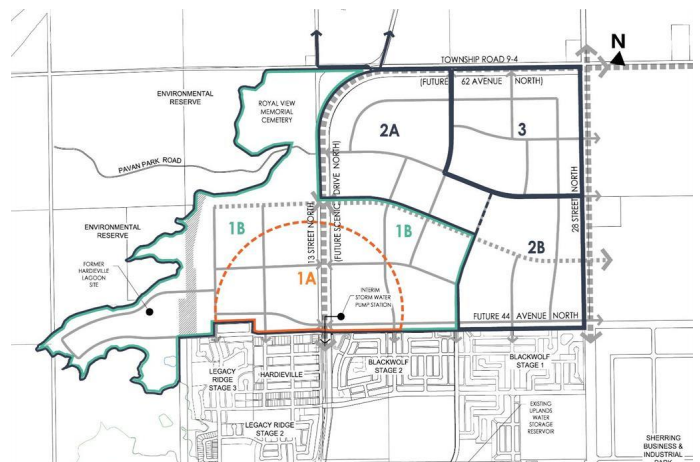 N
TOWNSHIP ROAD 9-4
(FUTURE 62 AVENUE NORTH)
ENVIRONMENTAL
RESERVE
ROYAL VIEW
MEMORIAL
CEMETERY
2A
3
PAVAN PARK ROAD
13 STREET NORTH
(FUTURE SCENIC DRIVE NORTH)
28 STREET NORTH
ENVIRONMENTAL
RESERVE
1B
1B
2B
FORMER
HARDIEVILLE
LAGOON
SITE
1A
INTERIM
STORM WATER
PUMP STATION
FUTURE 44 AVENUE NORTH
LEGACY
RIDGE
STAGE 3
HARDIEVILLE
BLACKWOLF
STAGE 2
BLACKWOLF
STAGE 1
LEGACY RIDGE
STAGE 2
EXISTING
UPLANDS
WATER
STORAGE
RESERVOIR
SHERRING
BUSINESS &
INDUSTRIAL
PARK